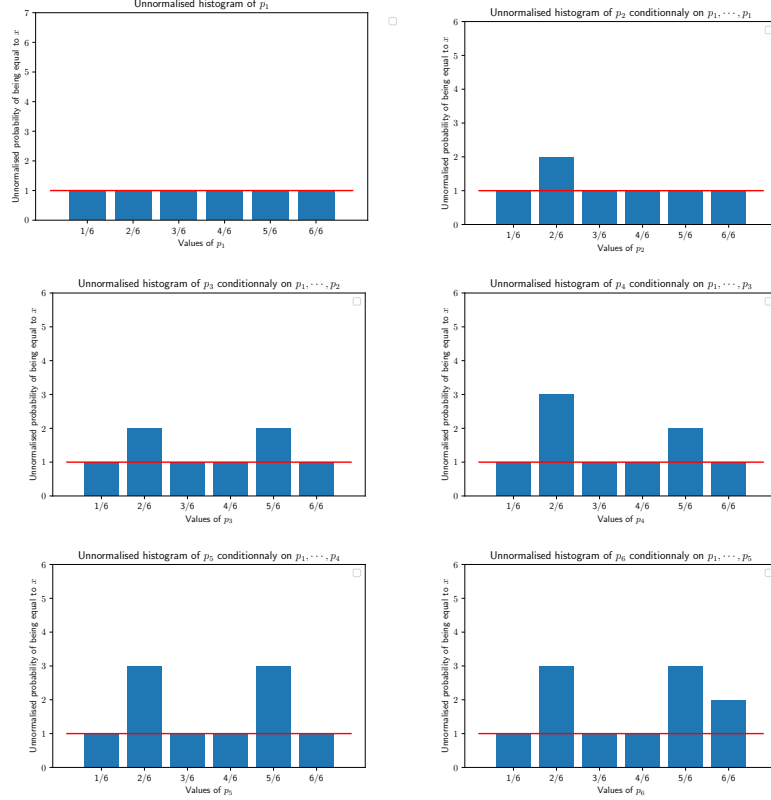 Unnormalised histogram of p₁
Unnormalised probability of being equal to x
7
6
5
4
3
2
1
0
1/6 2/6 3/6 4/6 5/6 6/6
Values of p₁
Unnormalised histogram of p₂ conditionnaly on p₁, ⋯, p₁
Unnormalised probability of being equal to x
6
5
4
3
2
1
0
1/6 2/6 3/6 4/6 5/6 6/6
Values of p₂
Unnormalised histogram of p₃ conditionnaly on p₁, ⋯, p₂
Unnormalised probability of being equal to x
6
5
4
3
2
1
0
1/6 2/6 3/6 4/6 5/6 6/6
Values of p₃
Unnormalised histogram of p₄ conditionnaly on p₁, ⋯, p₃
Unnormalised probability of being equal to x
6
5
4
3
2
1
0
1/6 2/6 3/6 4/6 5/6 6/6
Values of p₄
Unnormalised histogram of p₅ conditionnaly on p₁, ⋯, p₄
Unnormalised probability of being equal to x
6
5
4
3
2
1
0
1/6 2/6 3/6 4/6 5/6 6/6
Values of p₅
Unnormalised histogram of p₆ conditionnaly on p₁, ⋯, p₅
Unnormalised probability of being equal to x
6
5
4
3
2
1
0
1/6 2/6 3/6 4/6 5/6 6/6
Values of p₆